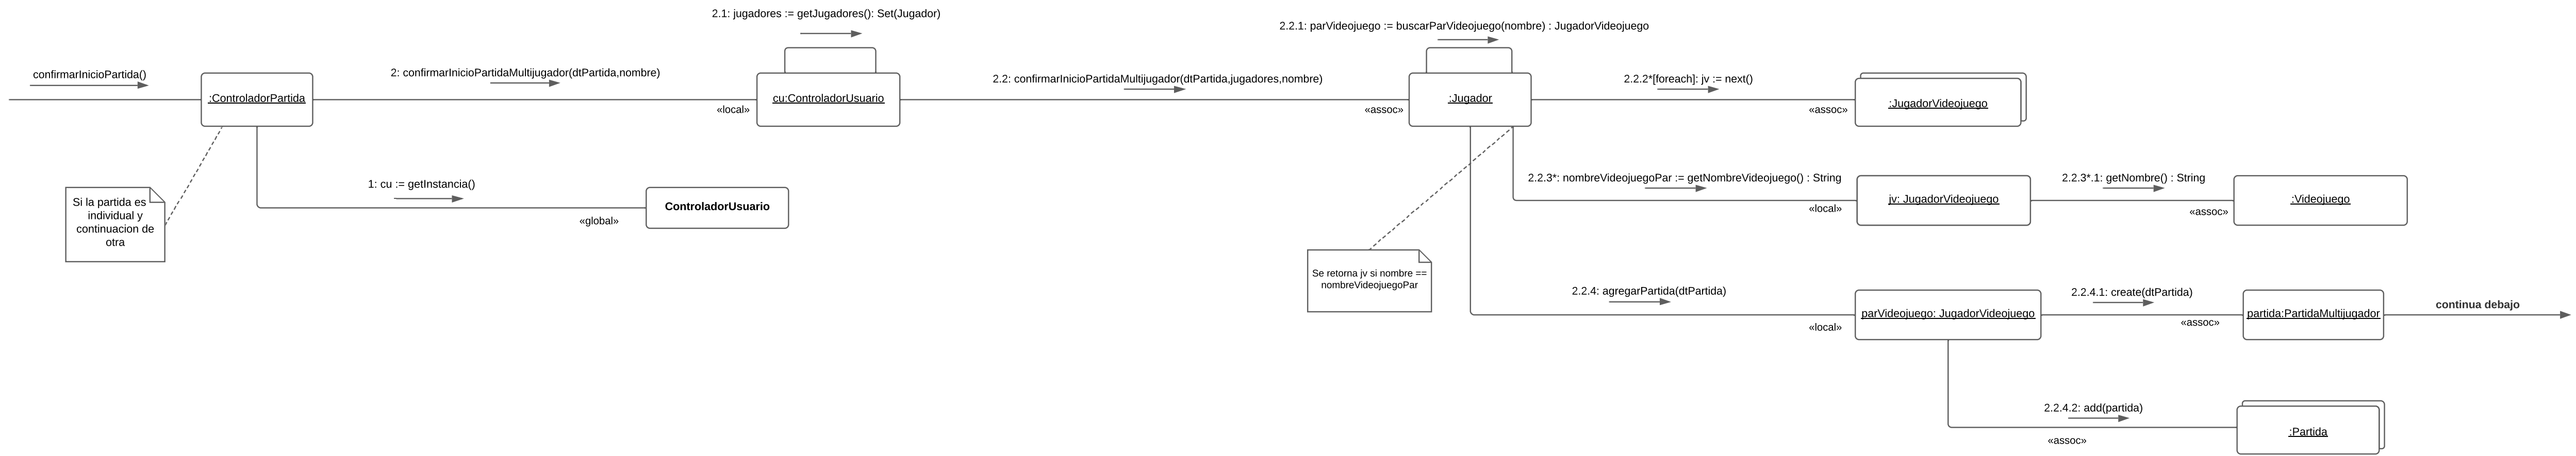 2.1: jugadores := getJugadores(): Set(Jugador)
2.2.1: parVideojuego := buscarParVideojuego(nombre) : JugadorVideojuego
confirmarInicioPartida()
2: confirmarInicioPartidaMultijugador(dtPartida,nombre)
2.2: confirmarInicioPartidaMultijugador(dtPartida,jugadores,nombre)
2.2.2*[foreach]: jv := next()
:ControladorPartida
cu:ControladorUsuario
:Jugador
:JugadorVideojuego
«local»
«assoc»
«assoc»
Si la partida es
individual y
continuacion de
otra
1: cu := getInstancia()
ControladorUsuario
«global»
2.2.3*: nombreVideojuegoPar := getNombreVideojuego() : String
2.2.3*.1: getNombre() : String
jv: JugadorVideojuego
:Videojuego
«local»
«assoc»
Se retorna jv si nombre ==
nombreVideojuegoPar
2.2.4: agregarPartida(dtPartida)
2.2.4.1: create(dtPartida)
continua debajo
parVideojuego: JugadorVideojuego
partida:PartidaMultijugador
«local»
«assoc»
2.2.4.2: add(partida)
:Partida
«assoc»